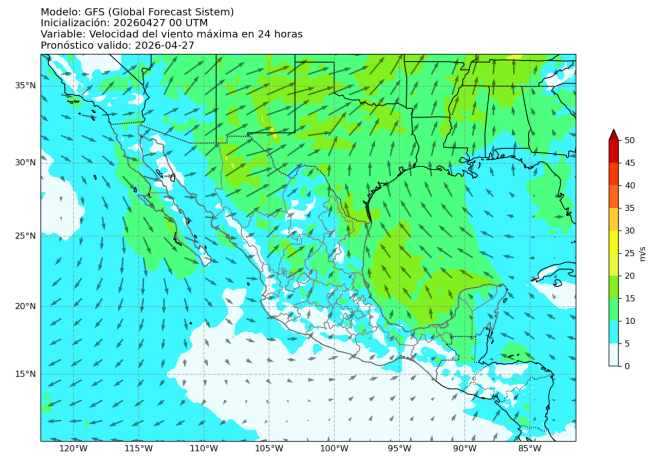 Modelo: GFS (Global Forecast Sistem)
Inicialización: 20260427 00 UTM
Variable: Velocidad del viento máxima en 24 horas
Pronóstico valido: 2026-04-27
35°N
30°N
25°N
20°N
15°N
120°W
115°W
110°W
105°W
100°W
95°W
90°W
85°W
50
45
40
35
30
25
20
15
10
5
0
m/s